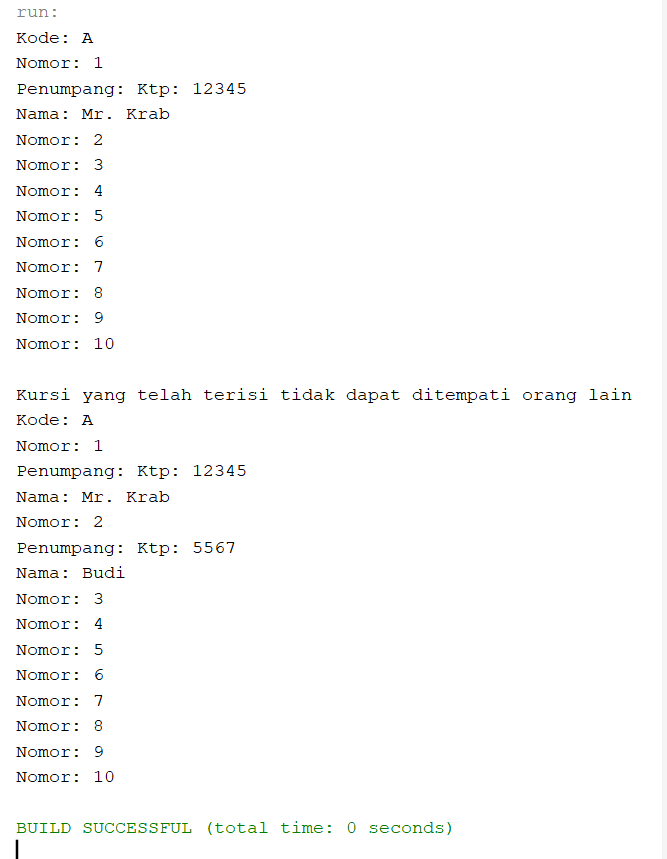 run:
Kode: A
Nomor: 1
Penumpang: Ktp: 12345
Nama: Mr. Krab
Nomor: 2
Nomor: 3
Nomor: 4
Nomor: 5
Nomor: 6
Nomor: 7
Nomor: 8
Nomor: 9
Nomor: 10
Kursi yang telah terisi tidak dapat ditempati orang lain
Kode: A
Nomor: 1
Penumpang: Ktp: 12345
Nama: Mr. Krab
Nomor: 2
Penumpang: Ktp: 5567
Nama: Budi
Nomor: 3
Nomor: 4
Nomor: 5
Nomor: 6
Nomor: 7
Nomor: 8
Nomor: 9
Nomor: 10
BUILD SUCCESSFUL (total time: 0 seconds)